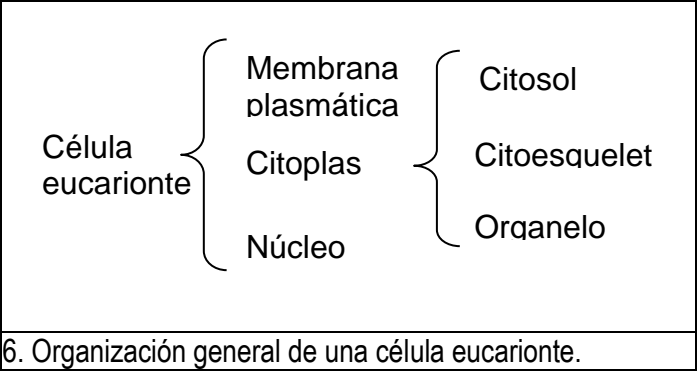 Célula
eucarionte
Membrana
plasmática
Citoplas
Núcleo
Citosol
Citoesquelet
Organelo
6. Organización general de una célula eucarionte.